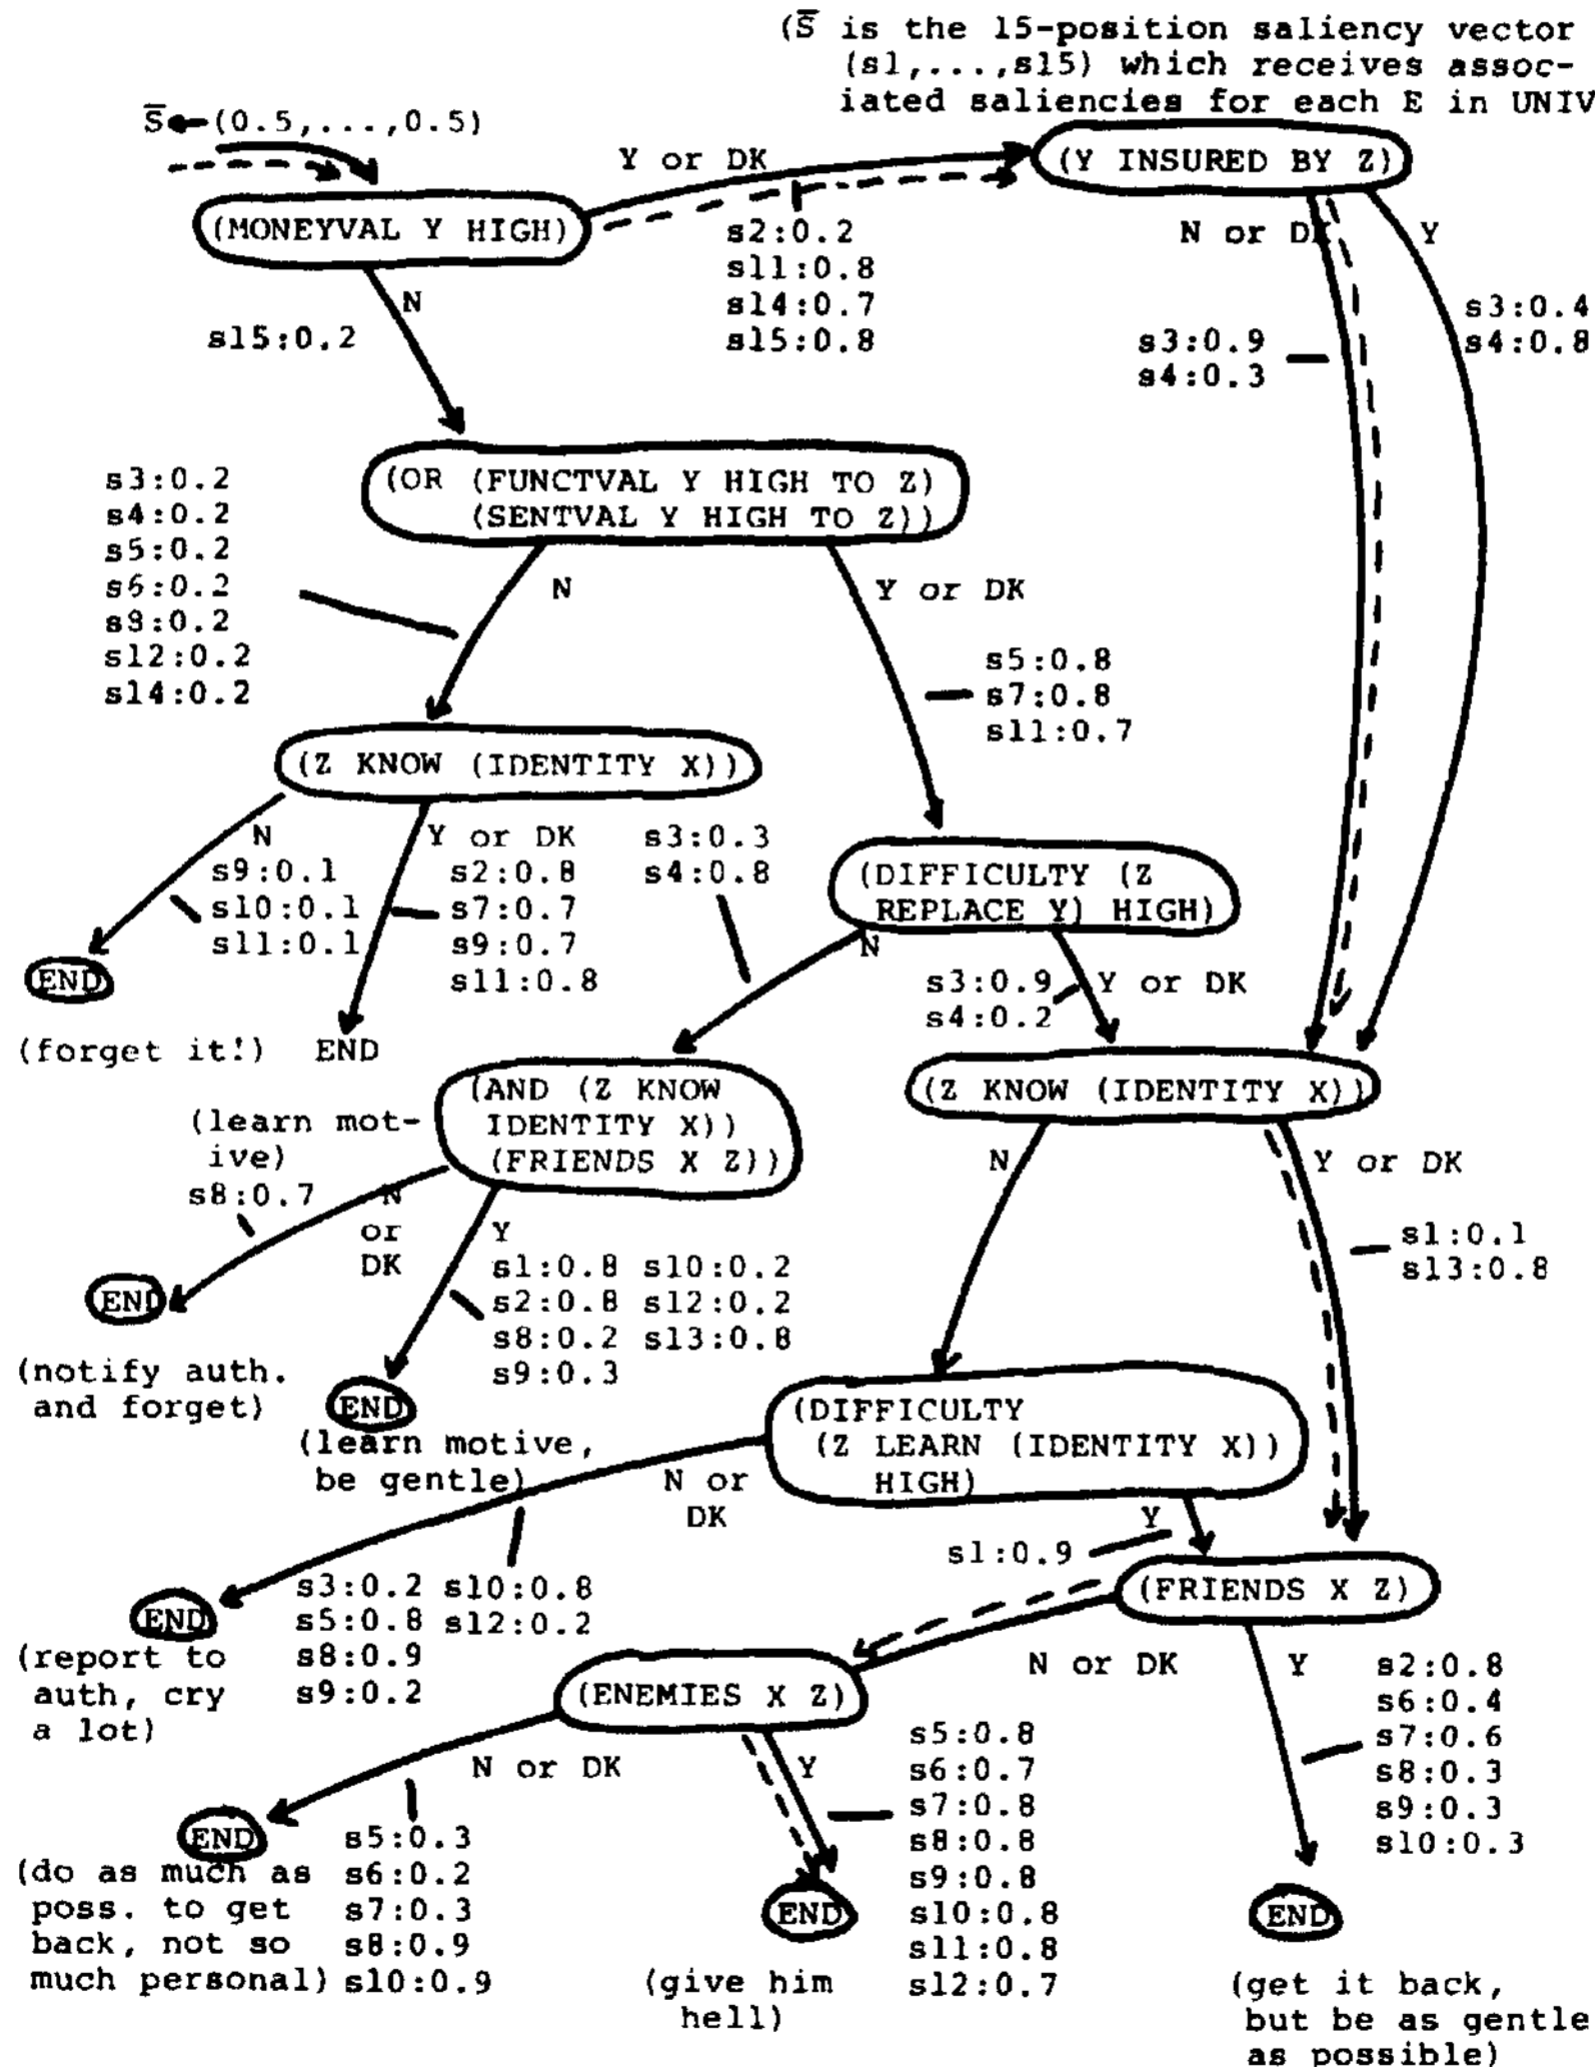 (S̅ is the 15-position saliency vector
(s1,...,s15) which receives assoc-
iated saliencies for each E in UNIV
S̅←(0.5,...,0.5)
(MONEYVAL Y HIGH)
Y or DK
s2:0.2
s11:0.8
s14:0.7
s15:0.8
(Y INSURED BY Z)
N or DK
s3:0.9
s4:0.3
Y
s3:0.4
s4:0.8
N
s15:0.2
(OR (FUNCTVAL Y HIGH TO Z)
(SENTVAL Y HIGH TO Z))
N
s3:0.2
s4:0.2
s5:0.2
s6:0.2
s8:0.2
s12:0.2
s14:0.2
Y or DK
s5:0.8
s7:0.8
s11:0.7
(Z KNOW (IDENTITY X))
N
s9:0.1
s10:0.1
s11:0.1
END
(forget it!)
Y or DK
s2:0.8
s7:0.7
s9:0.7
s11:0.8
END
(learn mot-
ive)
(DIFFICULTY (Z
REPLACE Y) HIGH)
N
s3:0.3
s4:0.8
Y or DK
s3:0.9
s4:0.2
(AND (Z KNOW
IDENTITY X))
(FRIENDS X Z))
N
or
DK
s8:0.7
END
(notify auth.
and forget)
Y
s1:0.8 s10:0.2
s2:0.8 s12:0.2
s8:0.2 s13:0.8
s9:0.3
END
(learn motive,
be gentle)
(Z KNOW (IDENTITY X))
N
Y or DK
s1:0.1
s13:0.8
(DIFFICULTY
(Z LEARN (IDENTITY X))
HIGH)
N or
DK
s3:0.2 s10:0.8
s5:0.8 s12:0.2
s8:0.9
s9:0.2
END
(report to
auth, cry
a lot)
Y
s1:0.9
(FRIENDS X Z)
N or DK
Y
s2:0.8
s6:0.4
s7:0.6
s8:0.3
s9:0.3
s10:0.3
END
(get it back,
but be as gentle
as possible)
(ENEMIES X Z)
N or DK
s5:0.3
s6:0.2
s7:0.3
s8:0.9
s10:0.9
END
(do as much as
poss. to get
back, not so
much personal)
Y
s5:0.8
s6:0.7
s7:0.8
s8:0.8
s9:0.8
s10:0.8
s11:0.8
s12:0.7
END
(give him
hell)